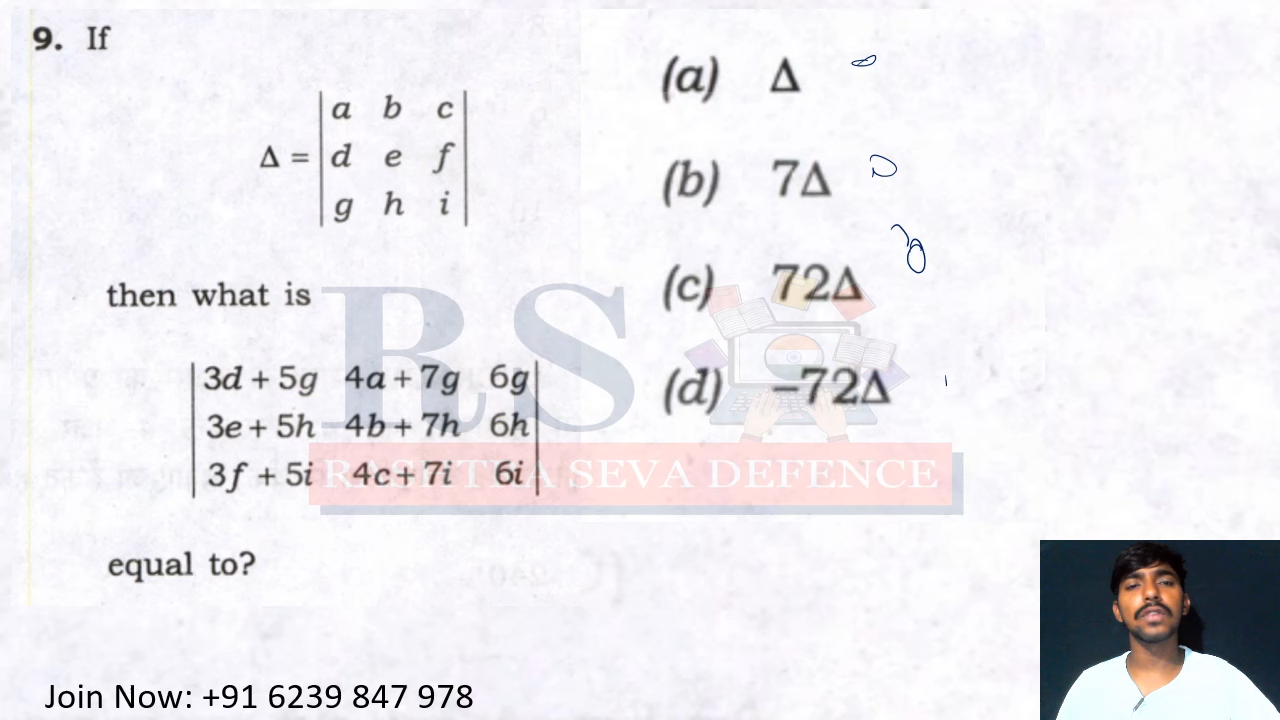 9. If
Δ = | a b c |
| d e f |
| g h i |
then what is
| 3d + 5g 4a + 7g 6g |
| 3e + 5h 4b + 7h 6h |
| 3f + 5i 4c + 7i 6i |
equal to?
(a) Δ
(b) 7Δ
(c) 72Δ
(d) –72Δ
RS
RASHTRA SEVA DEFENCE
Join Now: +91 6239 847 978